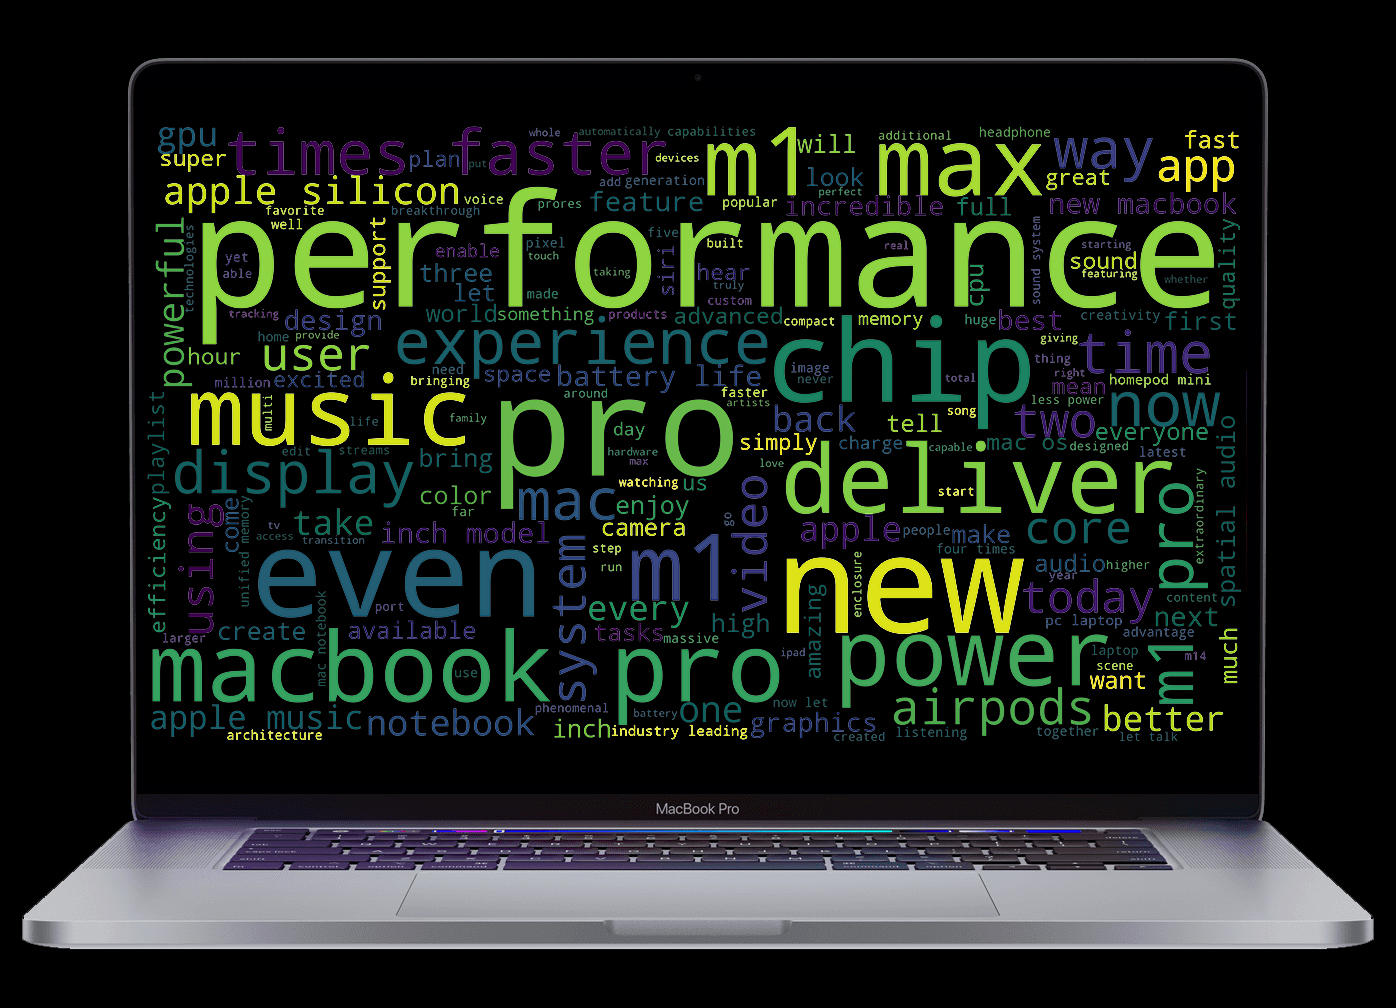 gpu
times faster
whole
automatically
capabilities
m1 max
will
additional
headphone
way
fast
app
super
plan
put
devices
look
great
apple silicon
voice
add
generation
perfect
favorite
breakthrough
prores
feature
popular
incredible
full
new macbook
well
performance
powerful
technologies
yet
able
support
enable
pixel
touch
five
siri
built
hear
real
truly
taking
cpu
sound system
sound
starting
featuring
whether
quality
three
let
made
custom
tracking
design
world
something
products
advanced
compact
memory
huge
best
creativity
first
home
provide
hour
user
experience
chip
giving
time
need
space
battery life
image
never
total
thing
right
mean
homepod mini
million
excited
bringing
around
faster
artists
less power
music
multi
life
family
pro
day
hardware
max
back
tell
song
two
now
everyone
simply
charge
capable
mac os
designed
latest
edit
streams
playlist
display
bring
love
deliver
spatial audio
color
far
mac
watching
us
enjoy
video
start
m1 pro
extraordinary
using
come
unified memory
tv
access
transition
take
inch model
camera
go
apple
people
make
core
efficiency
even
system
step
run
m1
new
enclosure
four times
audio
higher
year
today
content
port
every
high
amazing
pc laptop
next
larger
create
available
tasks
massive
advantage
much
macbook pro
mac notebook
use
ipad
power
laptop
scene
want
m14
apple music
notebook
phenomenal
battery
one
now let
airpods
better
architecture
inch
industry leading
graphics
created
listening
together
let talk
MacBook Pro